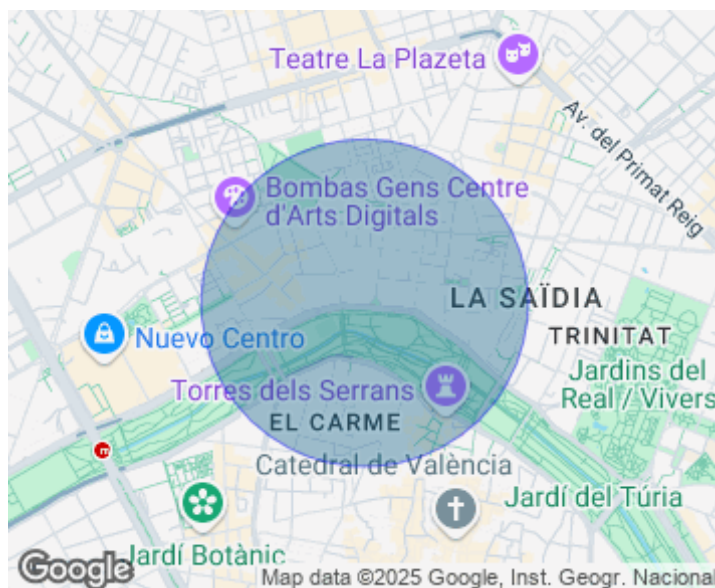 Teatre La Plazeta
Av. del Primat Reig
Bombas Gens Centre
d'Arts Digitals
LA SAÏDIA
TRINITAT
Nuevo Centro
Jardins del
Real / Vivers
Torres dels Serrans
EL CARME
Catedral de València
Jardí del Túria
Jardí Botànic
Google
Map data ©2025 Google, Inst. Geogr. Nacional